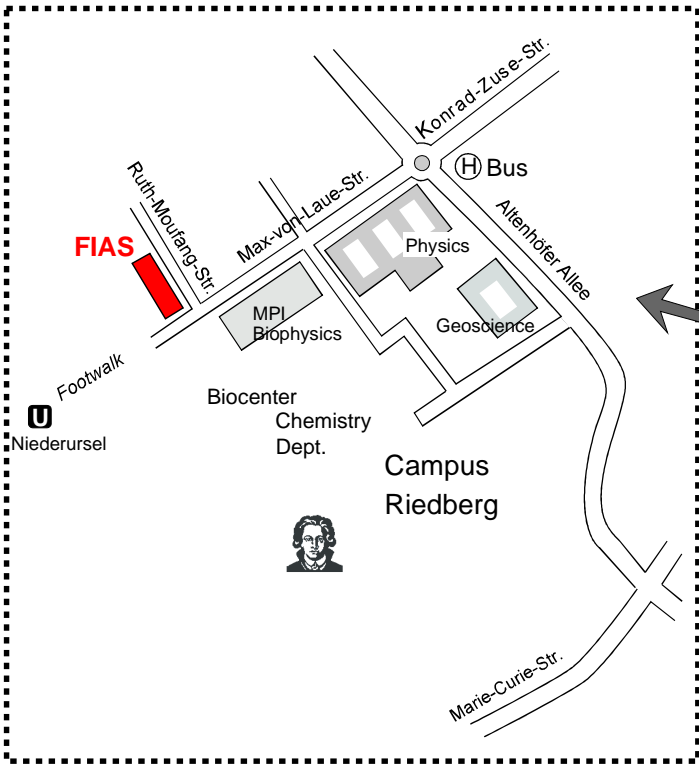 Konrad-Zuse-Str.
H Bus
Ruth-Moufang-Str.
Max-von-Laue-Str.
Altenhöfer Allee
FIAS
Physics
MPI
Biophysics
Geoscience
Footwalk
Biocenter
Chemistry
Dept.
U
Niederursel
Campus
Riedberg
Marie-Curie-Str.